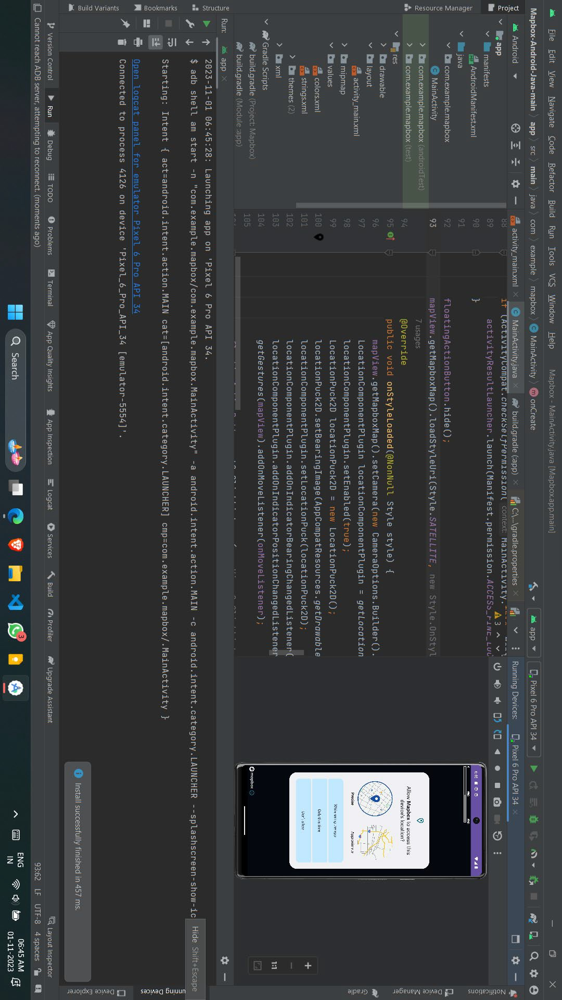 File Edit View Navigate Code Refactor Build Run Tools VCS Window Help Mapbox - MainActivity.java [Mapbox.app.main]
Mapbox-Android-Java-main app src main java com example mapbox MainActivity onCreate
app Pixel 6 Pro API 34
Project
Resource Manager
Structure
Bookmarks
Build Variants
Android
app
manifests
AndroidManifest.xml
java
com.example.mapbox
MainActivity
com.example.mapbox (androidTest)
com.example.mapbox (test)
res
drawable
layout
activity_main.xml
mipmap
values
colors.xml
strings.xml
themes (2)
xml
Gradle Scripts
build.gradle (Project: Mapbox)
build.gradle (Module :app)
activity_main.xml MainActivity.java build.gradle (:app) C:\...\gradle.properties
3
88 if (ActivityCompat.checkSelfPermission( context: MainActivity.
89 activityResultLauncher.launch(Manifest.permission.ACCESS_FINE_LOC
90 }
91
92 floatingActionButton.hide();
93 mapView.getMapboxMap().loadStyleUri(Style.SATELLITE, new Style.OnStyl
7 usages
94 @Override
95 public void onStyleLoaded(@NonNull Style style) {
96 mapView.getMapboxMap().setCamera(new CameraOptions.Builder().
97 LocationComponentPlugin locationComponentPlugin = getLocation
98 locationComponentPlugin.setEnabled(true);
99 LocationPuck2D locationPuck2D = new LocationPuck2D();
100 locationPuck2D.setBearingImage(AppCompatResources.getDrawable
101 locationComponentPlugin.setLocationPuck(locationPuck2D);
102 locationComponentPlugin.addOnIndicatorBearingChangedListener(
103 locationComponentPlugin.addOnIndicatorPositionChangedListener
104 getGestures(mapView).addOnMoveListener(onMoveListener);
105
Running Devices: Pixel 6 Pro API 34
Allow Mapbox to access this
device's location?
Precise Approximate
While using the app
Only this time
Don't allow
mapbox
1:1
Notifications
Device Manager
Gradle
Running Devices
Device Explorer
Run: app
2023-11-01 06:45:28: Launching app on 'Pixel 6 Pro API 34.
$ adb shell am start -n "com.example.mapbox/com.example.mapbox.MainActivity" -a android.intent.action.MAIN -c android.intent.category.LAUNCHER --splashscreen-show-ic
Hide Shift+Escape
Starting: Intent { act=android.intent.action.MAIN cat=[android.intent.category.LAUNCHER] cmp=com.example.mapbox/.MainActivity }
Open logcat panel for emulator Pixel 6 Pro API 34
Connected to process 4126 on device 'Pixel_6_Pro_API_34 [emulator-5554]'.
Install successfully finished in 457 ms.
Version Control Run Debug TODO Problems Terminal App Quality Insights App Inspection Logcat Services Build Profiler Upgrade Assistant Layout Inspector
Cannot reach ADB server, attempting to reconnect. (moments ago) 93:62 LF UTF-8 4 spaces
Search
3
ENG
IN
06:45 AM
01-11-2023